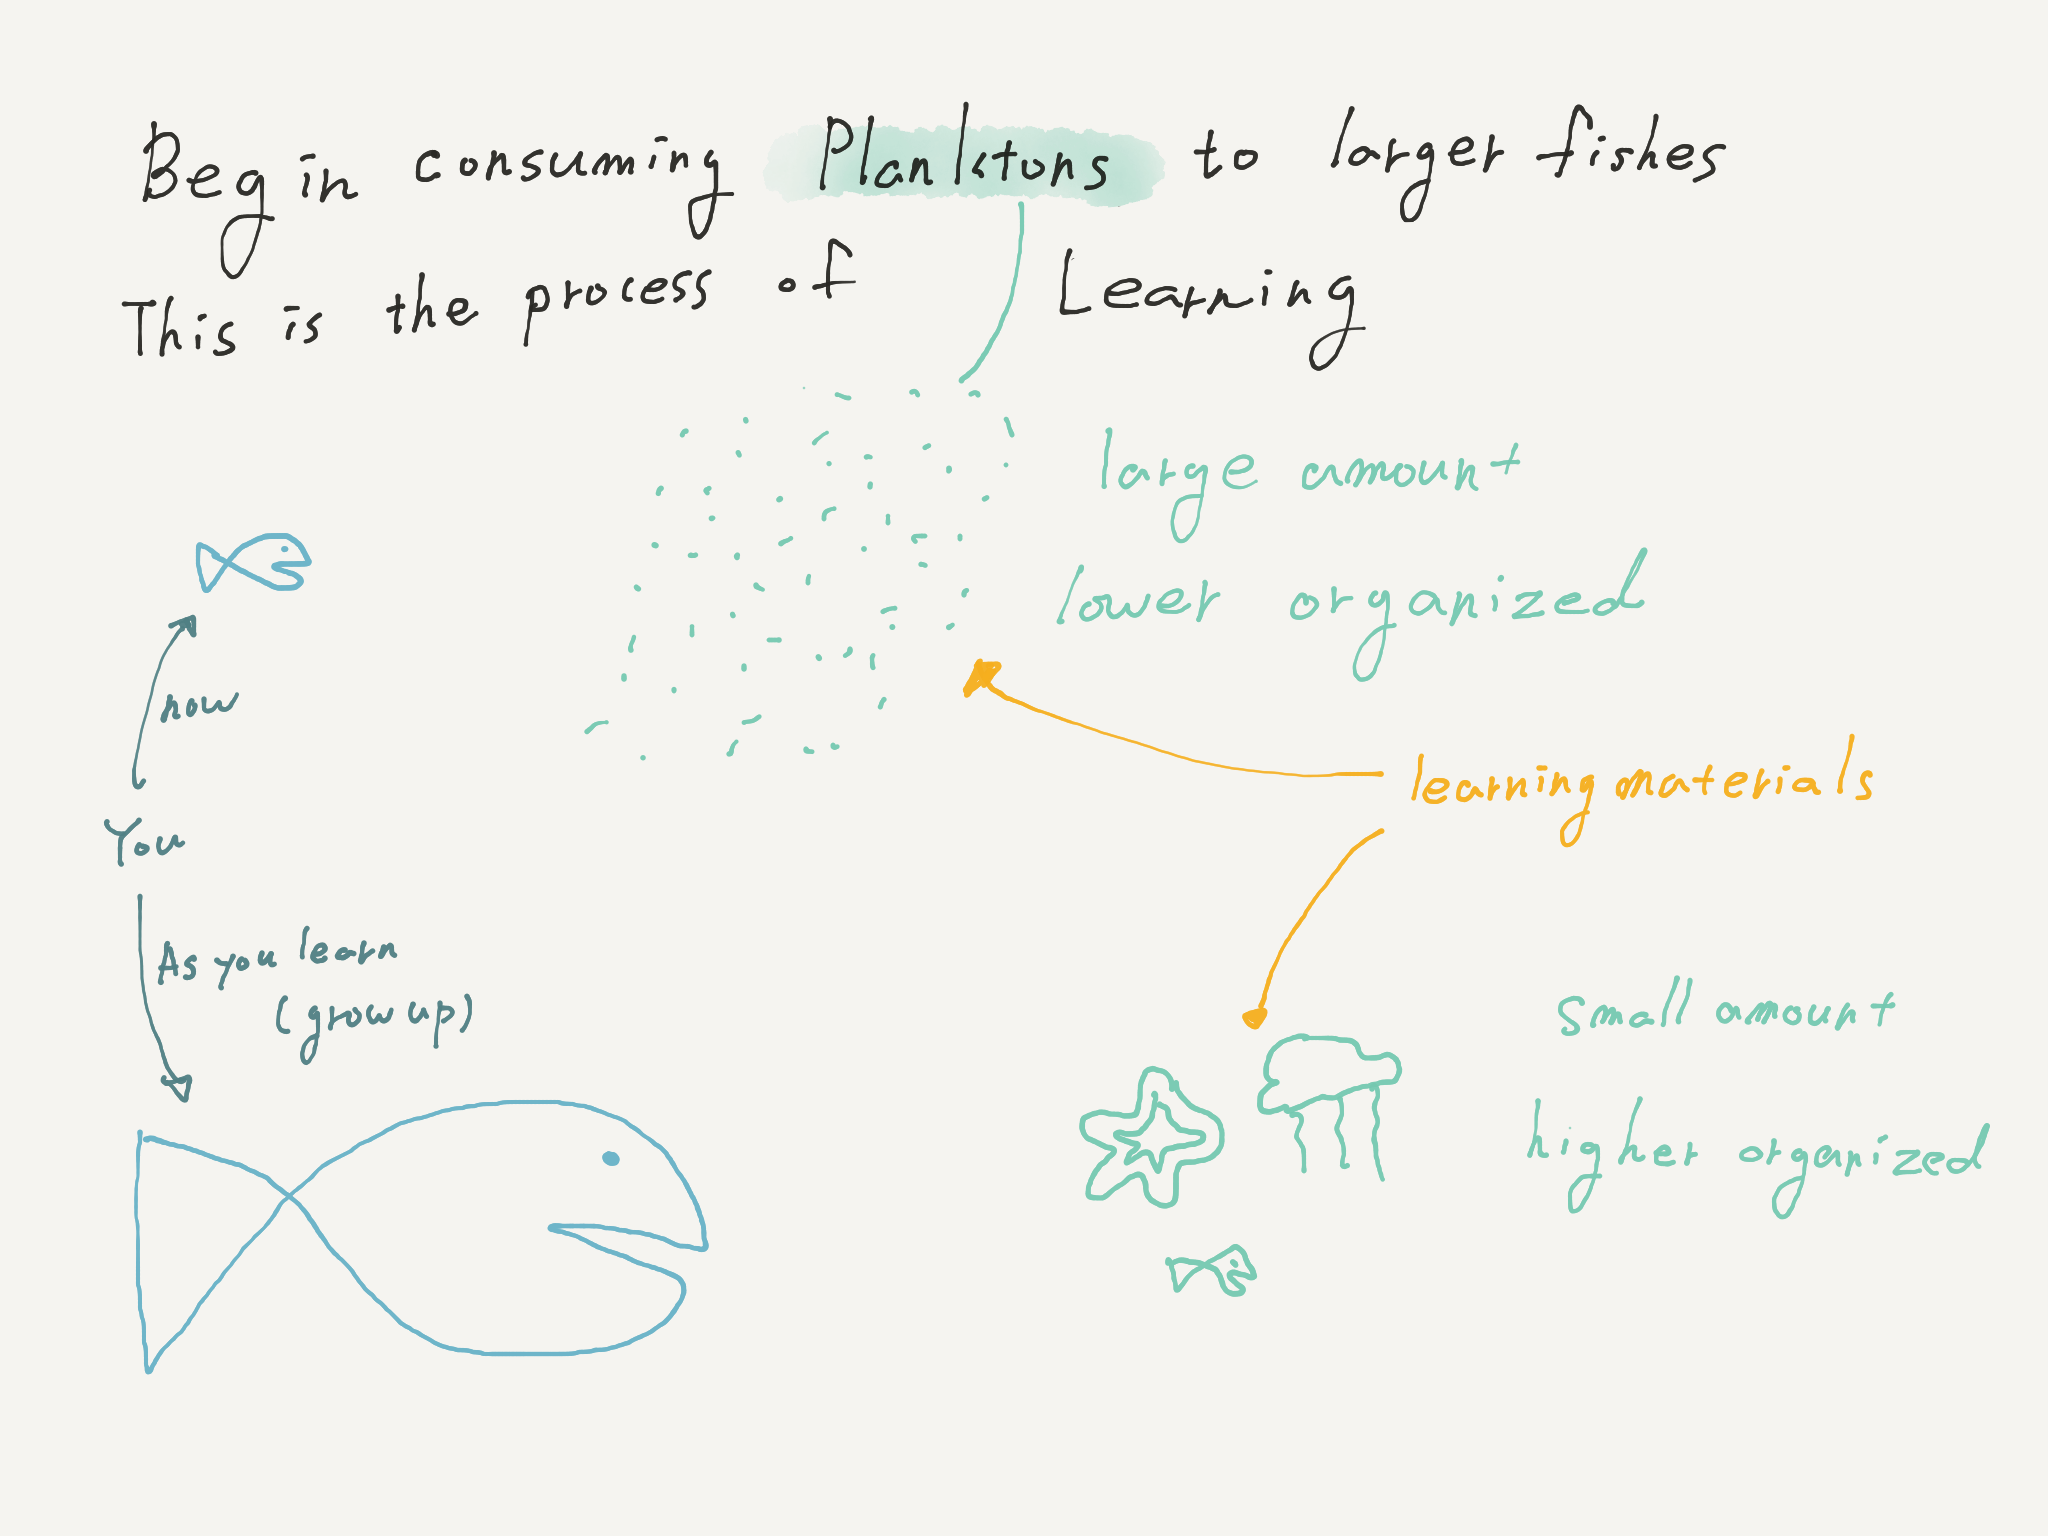 Begin consuming Planktons to larger fishes
This is the process of Learning
large amount
lower organized
now
learning materials
You
As you learn
(grow up)
small amount
higher organized